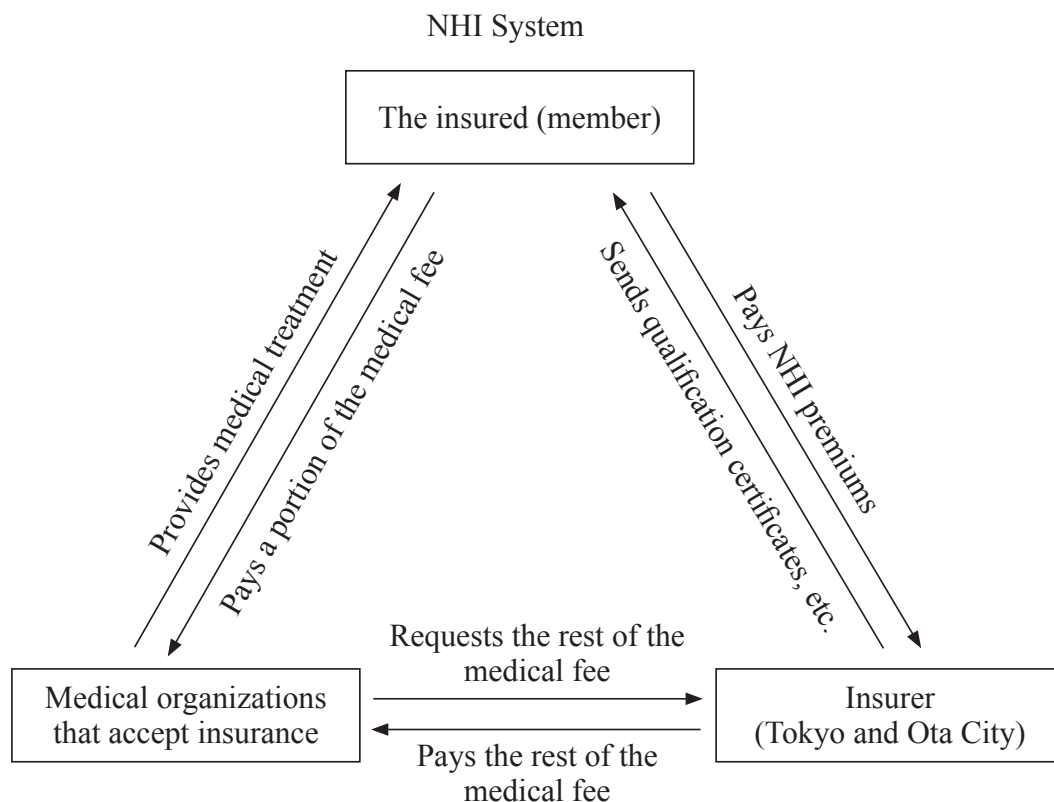 NHI System
The insured (member)
Provides medical treatment
Pays a portion of the medical fee
Sends qualification certificates, etc.
Pays NHI premiums
Requests the rest of the
medical fee
Medical organizations
that accept insurance
Insurer
(Tokyo and Ota City)
Pays the rest of the
medical fee